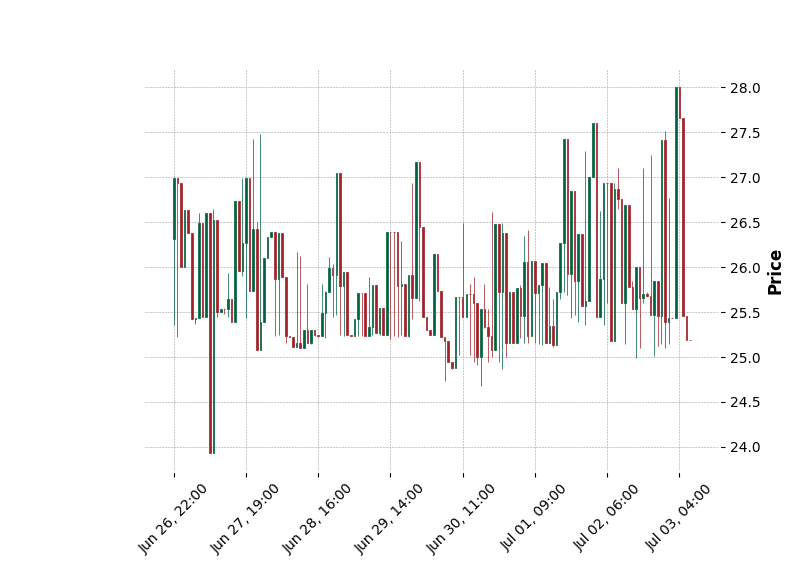 28.0
27.5
27.0
26.5
26.0
25.5
25.0
24.5
24.0
Price
Jun 26, 22:00
Jun 27, 19:00
Jun 28, 16:00
Jun 29, 14:00
Jun 30, 11:00
Jul 01, 09:00
Jul 02, 06:00
Jul 03, 04:00